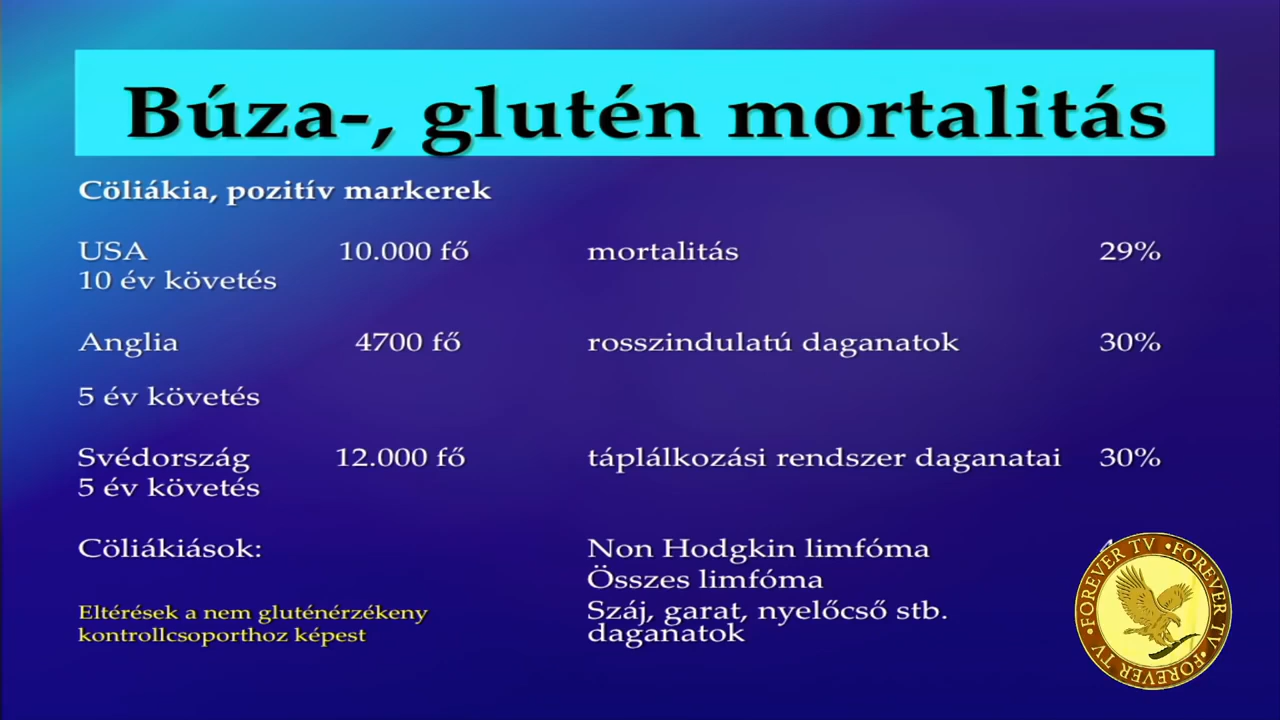 Búza-, glutén mortalitás
Cöliákia, pozitív markerek
USA 10.000 fő mortalitás 29%
10 év követés
Anglia 4700 fő rosszindulatú daganatok 30%
5 év követés
Svédország 12.000 fő táplálkozási rendszer daganatai 30%
5 év követés
Cöliákiások: Non Hodgkin limfóma
Összes limfóma
Eltérések a nem gluténérzékeny Száj, garat, nyelőcső stb.
kontrollcsoporthoz képest daganatok
•FOREVER TV •FOREVER TV •FOREVER TV